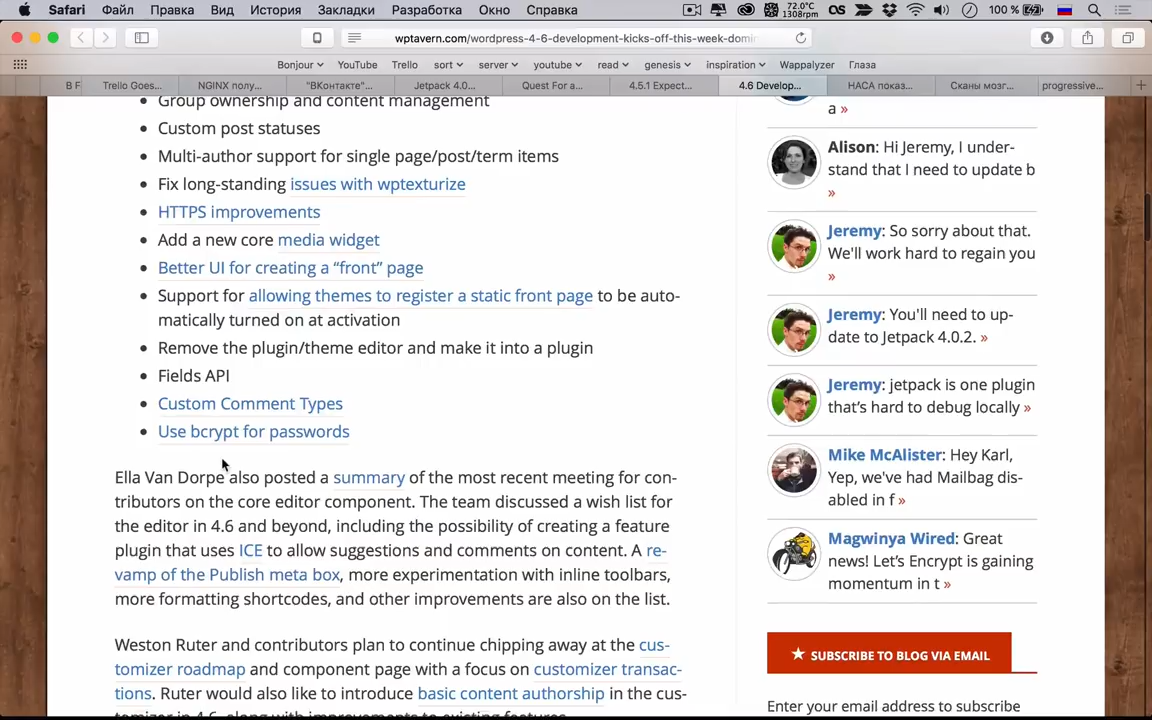 Safari Файл Правка Вид История Закладки Разработка Окно Справка 72.0°C 1308rpm 100 %
wptavern.com/wordpress-4-6-development-kicks-off-this-week-domi
Bonjour YouTube Trello sort server youtube read genesis inspiration Wappalyzer Глаза
В F Trello Goes... NGINX полу... "ВКонтакте"... Jetpack 4.0... Quest For a... 4.5.1 Expect... 4.6 Develop... НАСА показ... Сканы мозг... progressive...
Group ownership and content management
Custom post statuses
Multi-author support for single page/post/term items
Fix long-standing issues with wptexturize
HTTPS improvements
Add a new core media widget
Better UI for creating a “front” page
Support for allowing themes to register a static front page to be auto-
matically turned on at activation
Remove the plugin/theme editor and make it into a plugin
Fields API
Custom Comment Types
Use bcrypt for passwords
Ella Van Dorpe also posted a summary of the most recent meeting for con-
tributors on the core editor component. The team discussed a wish list for
the editor in 4.6 and beyond, including the possibility of creating a feature
plugin that uses ICE to allow suggestions and comments on content. A re-
vamp of the Publish meta box, more experimentation with inline toolbars,
more formatting shortcodes, and other improvements are also on the list.
Weston Ruter and contributors plan to continue chipping away at the cus-
tomizer roadmap and component page with a focus on customizer transac-
tions. Ruter would also like to introduce basic content authorship in the cus-
tomizer in 4.6, along with improvements to existing features.
a »
Alison: Hi Jeremy, I under-
stand that I need to update b
»
Jeremy: So sorry about that.
We'll work hard to regain you
»
Jeremy: You'll need to up-
date to Jetpack 4.0.2. »
Jeremy: jetpack is one plugin
that’s hard to debug locally »
Mike McAlister: Hey Karl,
Yep, we've had Mailbag dis-
abled in f »
Magwinya Wired: Great
news! Let’s Encrypt is gaining
momentum in t »
SUBSCRIBE TO BLOG VIA EMAIL
Enter your email address to subscribe